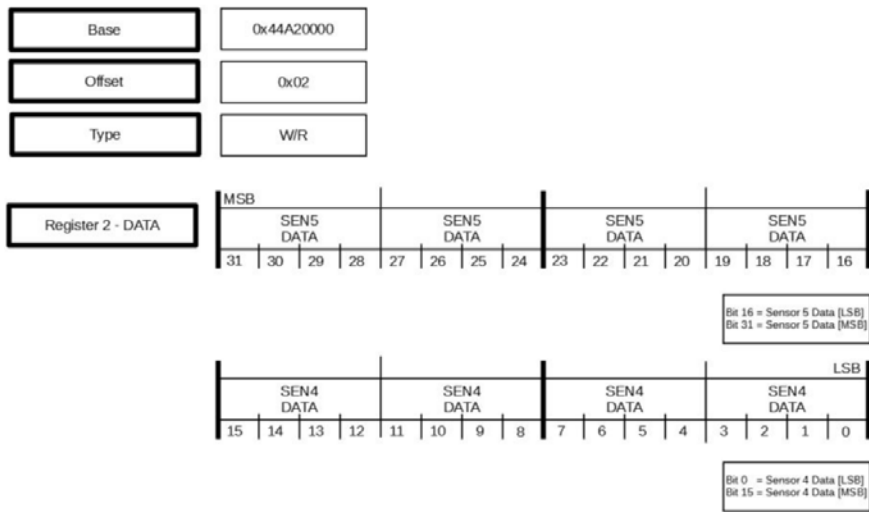 Base
0x44A20000
Offset
0x02
Type
W/R
Register 2 - DATA
MSB
SEN5 SEN5 SEN5 SEN5
DATA DATA DATA DATA
31 30 29 28 27 26 25 24 23 22 21 20 19 18 17 16
Bit 16 = Sensor 5 Data [LSB]
Bit 31 = Sensor 5 Data [MSB]
LSB
SEN4 SEN4 SEN4 SEN4
DATA DATA DATA DATA
15 14 13 12 11 10 9 8 7 6 5 4 3 2 1 0
Bit 0 = Sensor 4 Data [LSB]
Bit 15 = Sensor 4 Data [MSB]